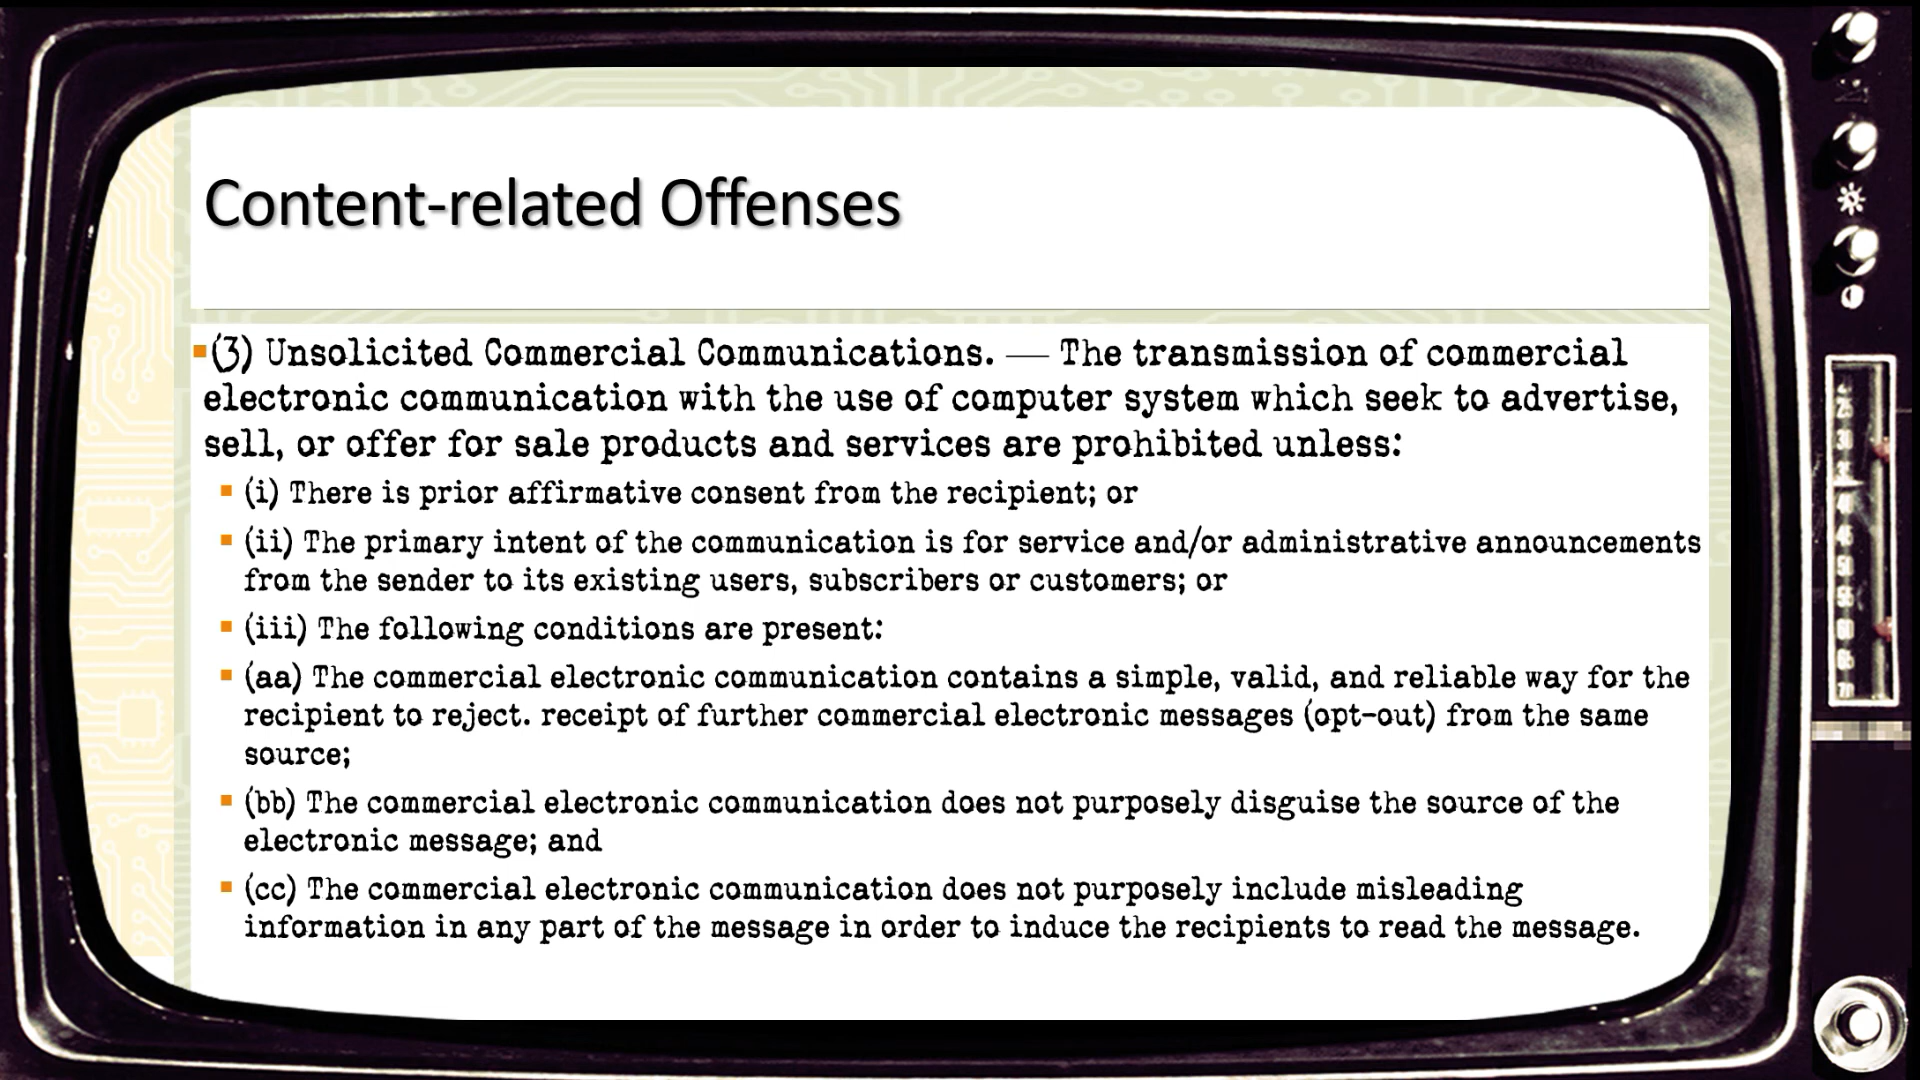 Content-related Offenses
(3) Unsolicited Commercial Communications. — The transmission of commercial
electronic communication with the use of computer system which seek to advertise,
sell, or offer for sale products and services are prohibited unless:
(i) There is prior affirmative consent from the recipient; or
(ii) The primary intent of the communication is for service and/or administrative announcements
from the sender to its existing users, subscribers or customers; or
(iii) The following conditions are present:
(aa) The commercial electronic communication contains a simple, valid, and reliable way for the
recipient to reject. receipt of further commercial electronic messages (opt-out) from the same
source;
(bb) The commercial electronic communication does not purposely disguise the source of the
electronic message; and
(cc) The commercial electronic communication does not purposely include misleading
information in any part of the message in order to induce the recipients to read the message.